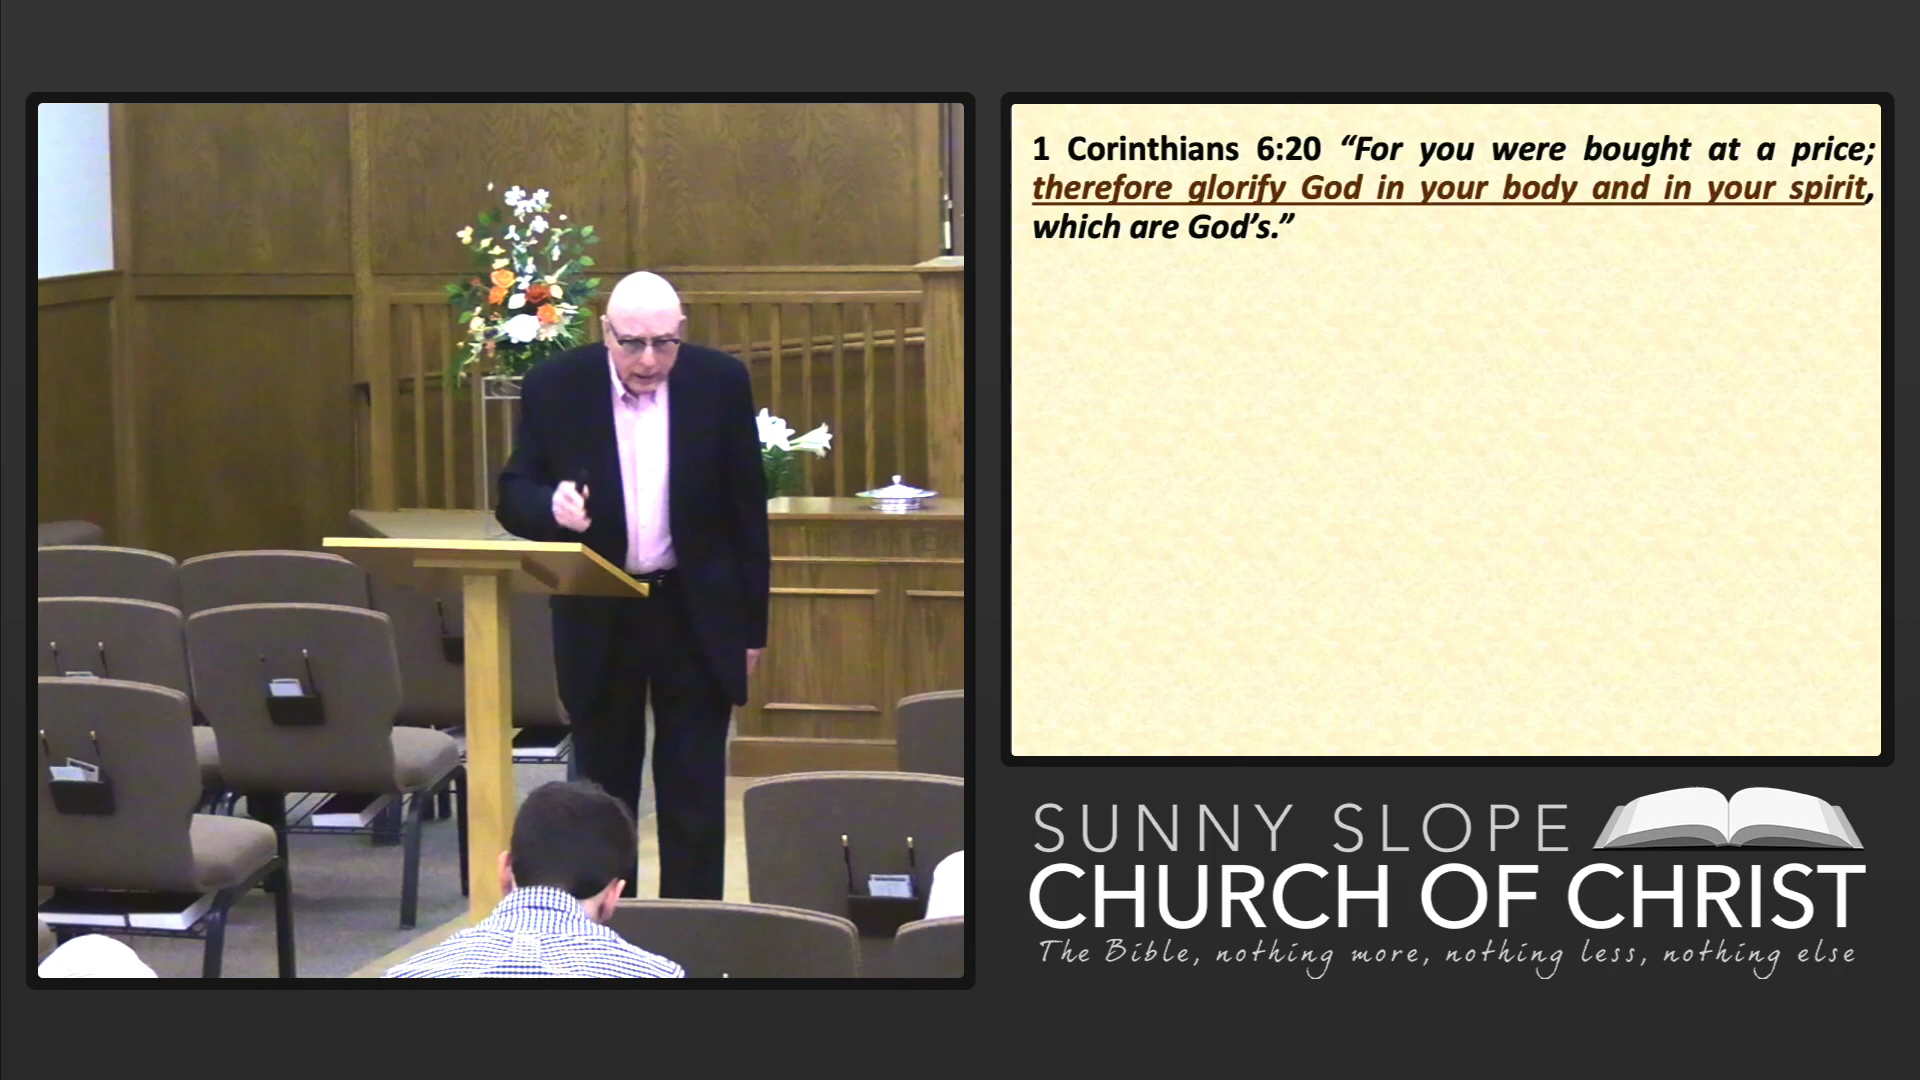 1 Corinthians 6:20 “For you were bought at a price;
therefore glorify God in your body and in your spirit,
which are God’s.”
SUNNY SLOPE
CHURCH OF CHRIST
The Bible, nothing more, nothing less, nothing else